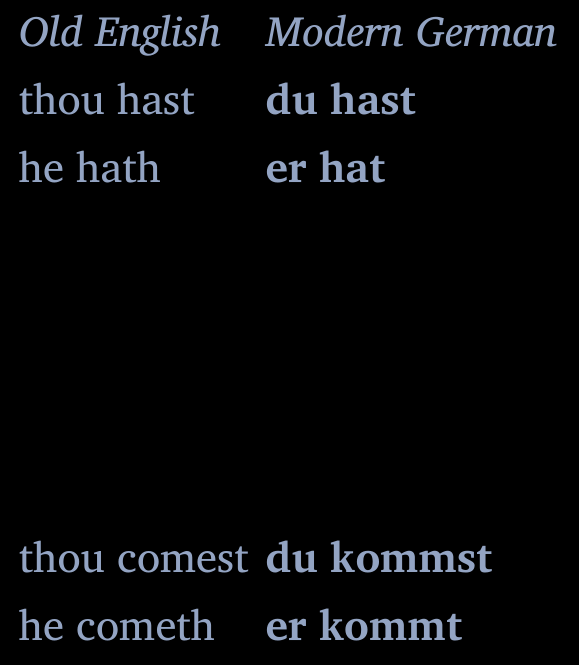 Old English Modern German
thou hast du hast
he hath er hat
thou comest du kommst
he cometh er kommt